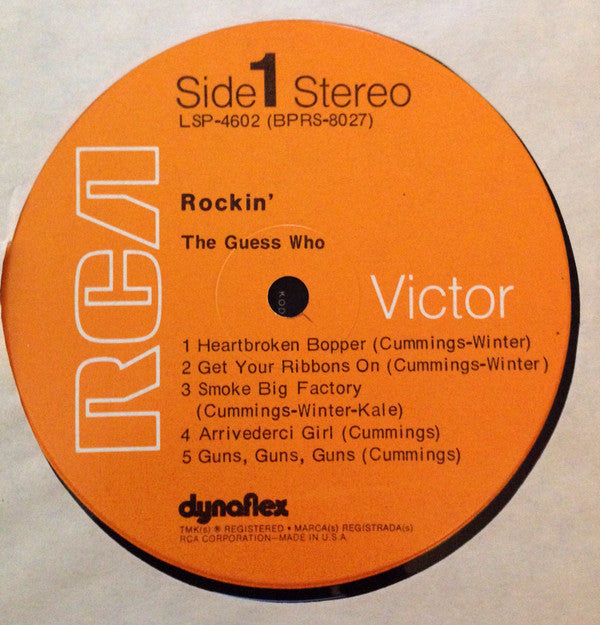 Side 1 Stereo
LSP-4602 (BPRS-8027)
RCA
Rockin'
The Guess Who
Victor
1 Heartbroken Bopper (Cummings-Winter)
2 Get Your Ribbons On (Cummings-Winter)
3 Smoke Big Factory
(Cummings-Winter-Kale)
4 Arrivederci Girl (Cummings)
5 Guns, Guns, Guns (Cummings)
dynaflex
TMK(s) ® REGISTERED • MARCA(s) REGISTRADA(s)
RCA CORPORATION—MADE IN U.S.A.